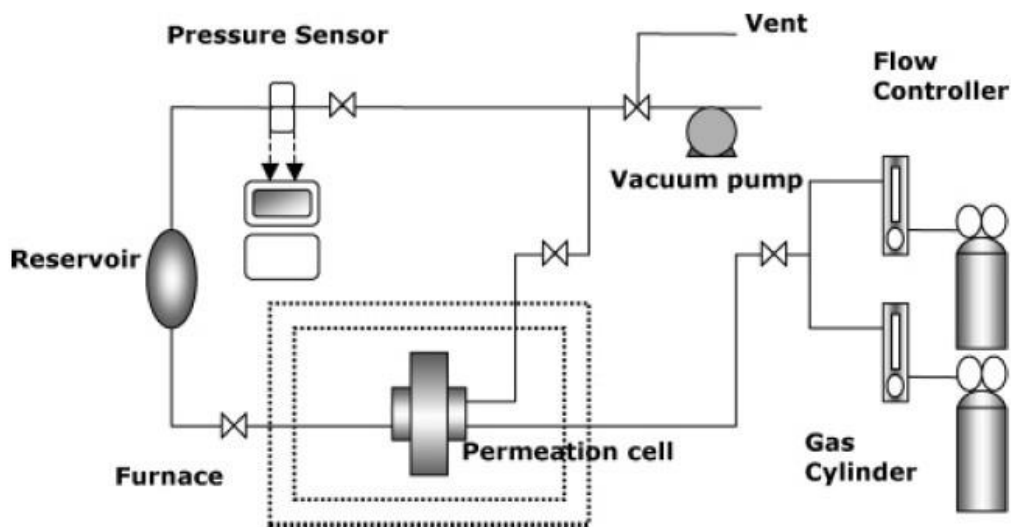 Pressure Sensor
Vent
Flow
Controller
Vacuum pump
Reservoir
Permeation cell
Furnace
Gas
Cylinder